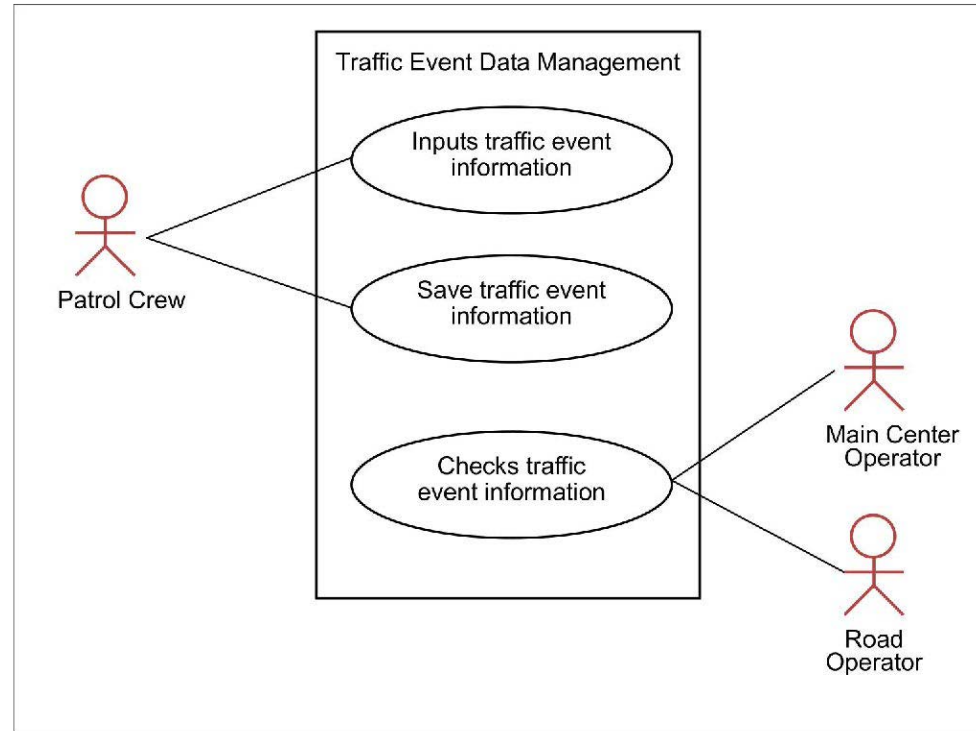 Traffic Event Data Management
Inputs traffic event
information
Patrol Crew
Save traffic event
information
Main Center
Operator
Checks traffic
event information
Road
Operator